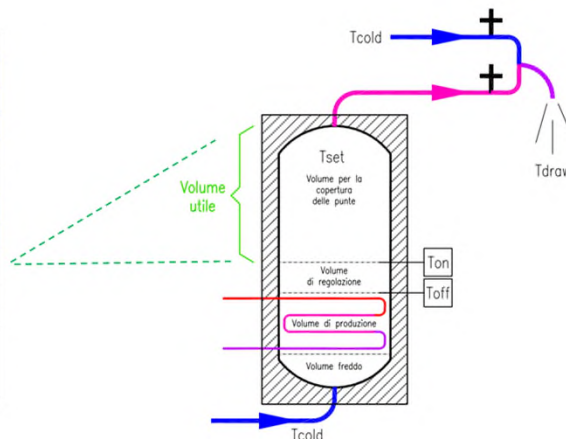 Tcold
Tdraw
Tset
Volume per la
copertura
delle punte
Volume
utile
Ton
Volume
di regolazione
Toff
Volume di produzione
Volume freddo
Tcold